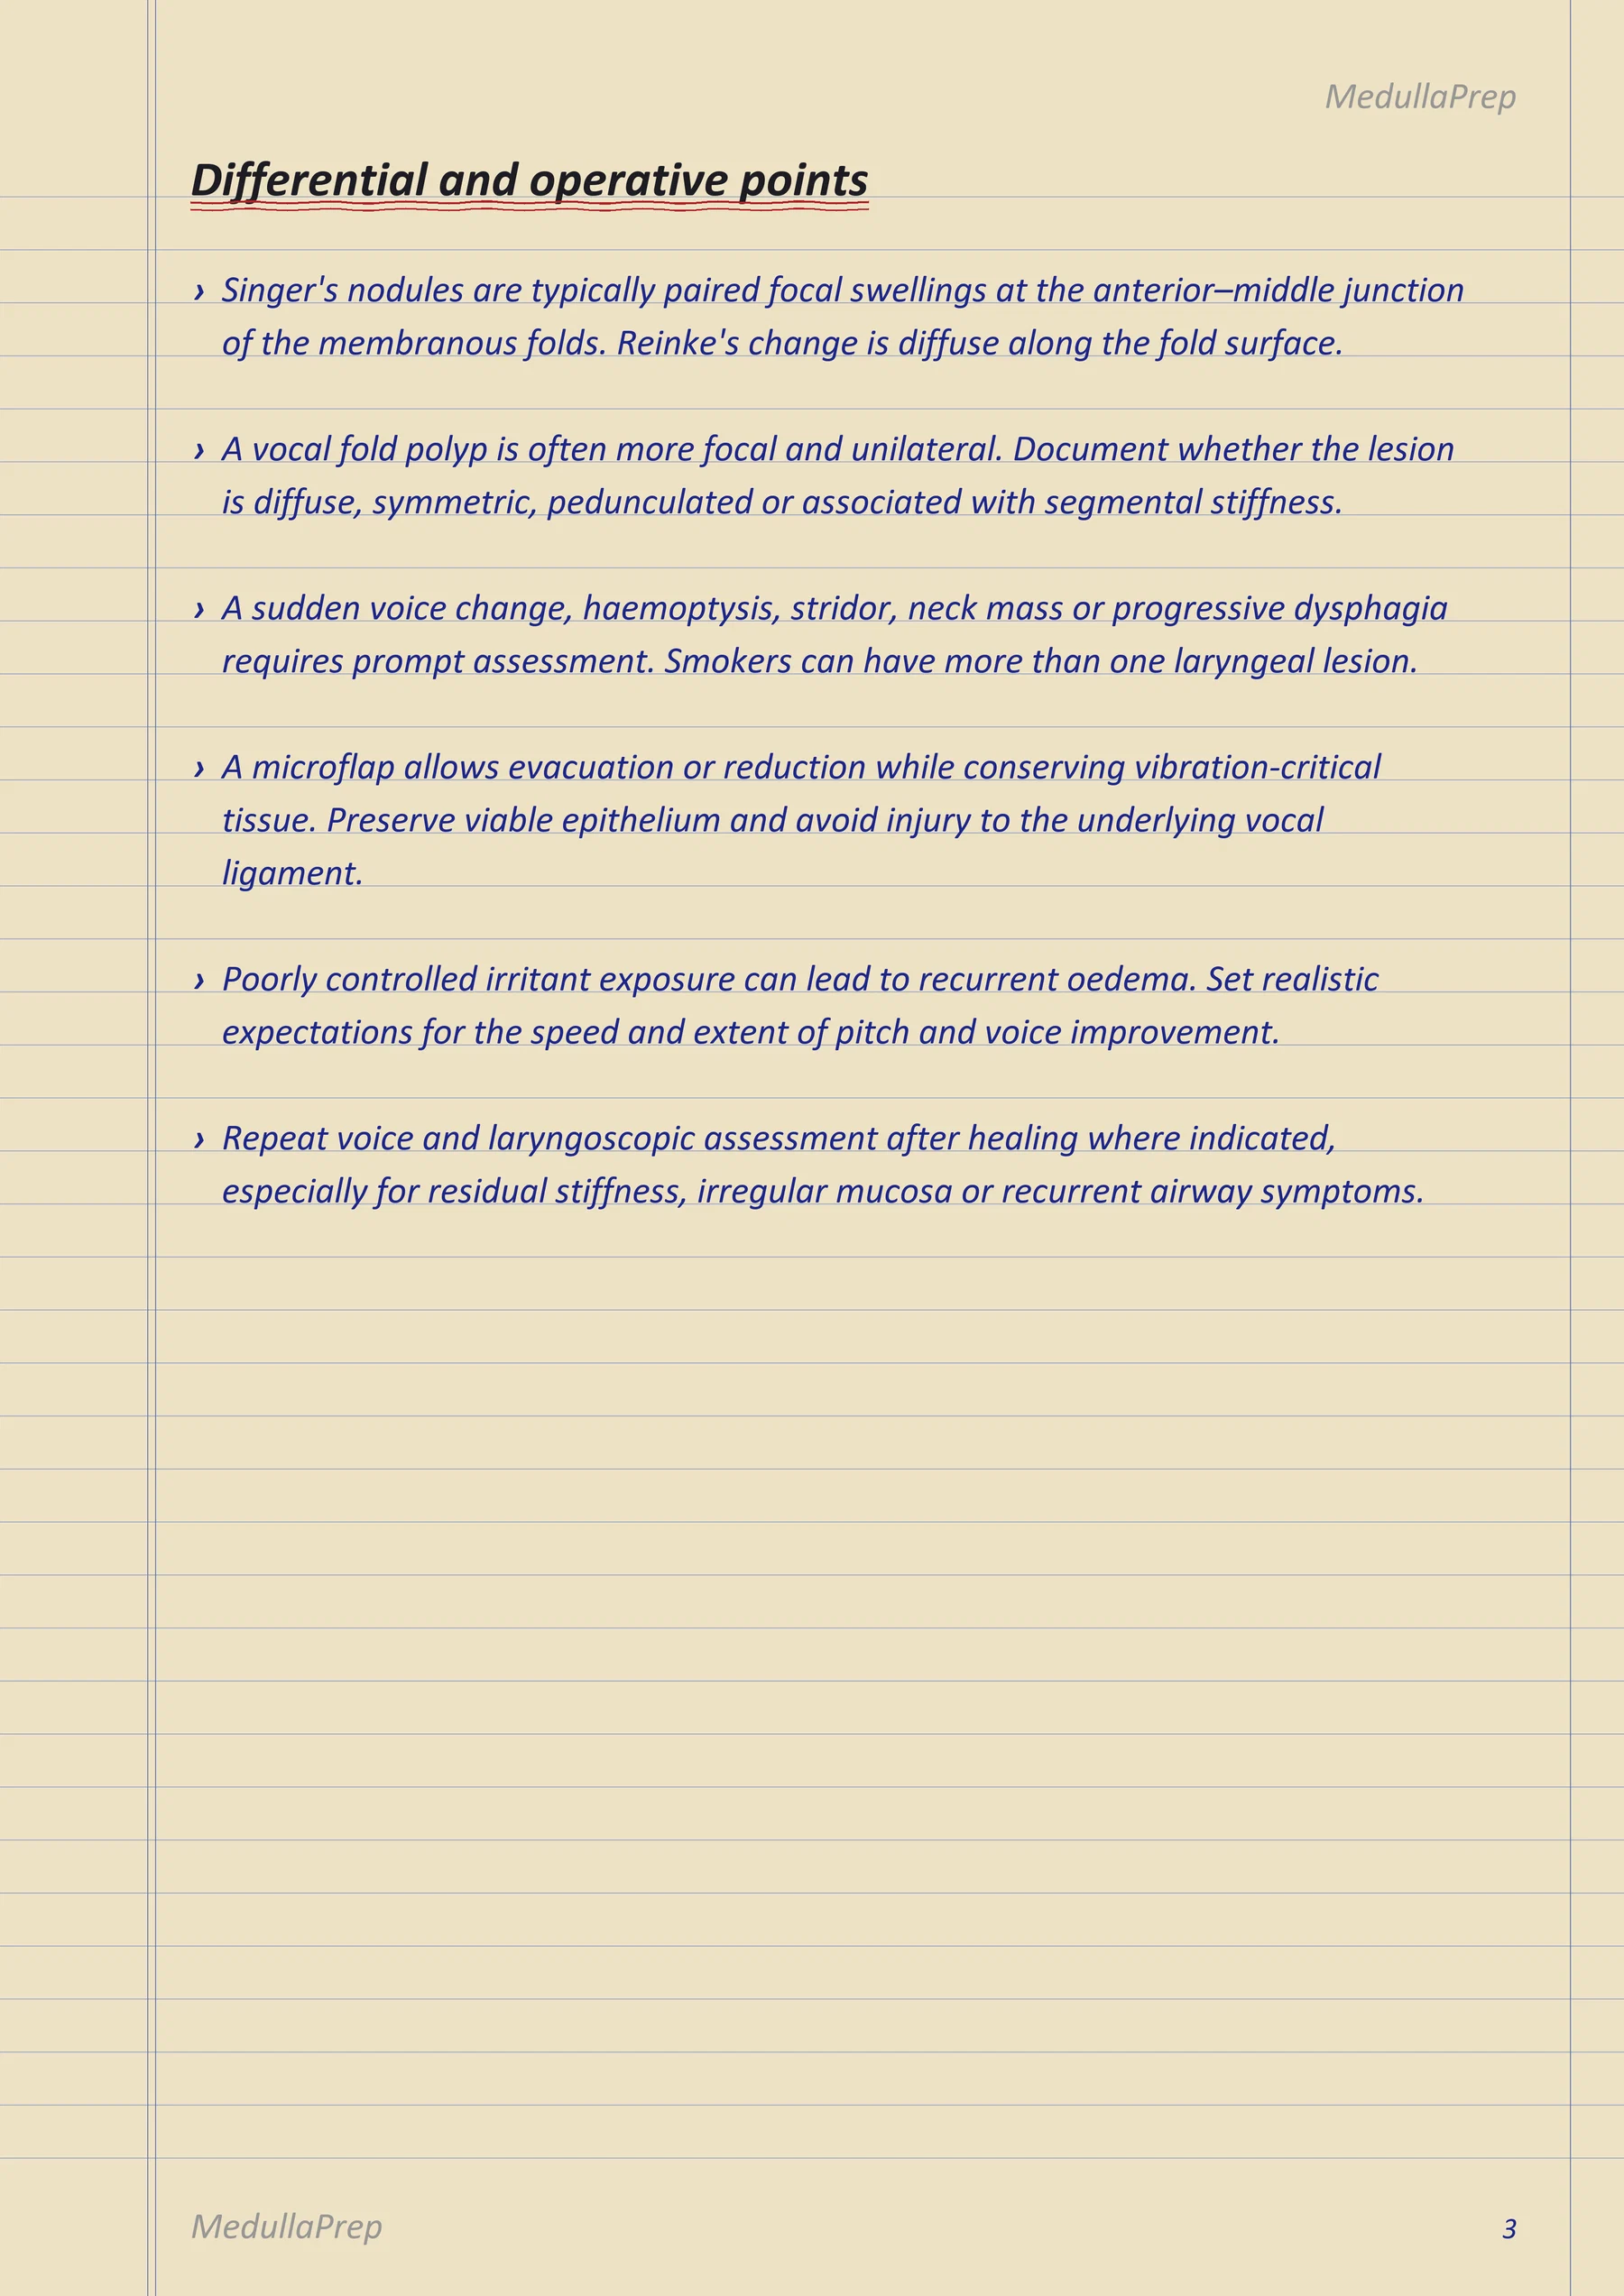 MedullaPrep
Differential and operative points
› Singer's nodules are typically paired focal swellings at the anterior–middle junction
of the membranous folds. Reinke's change is diffuse along the fold surface.
› A vocal fold polyp is often more focal and unilateral. Document whether the lesion
is diffuse, symmetric, pedunculated or associated with segmental stiffness.
› A sudden voice change, haemoptysis, stridor, neck mass or progressive dysphagia
requires prompt assessment. Smokers can have more than one laryngeal lesion.
› A microflap allows evacuation or reduction while conserving vibration-critical
tissue. Preserve viable epithelium and avoid injury to the underlying vocal
ligament.
› Poorly controlled irritant exposure can lead to recurrent oedema. Set realistic
expectations for the speed and extent of pitch and voice improvement.
› Repeat voice and laryngoscopic assessment after healing where indicated,
especially for residual stiffness, irregular mucosa or recurrent airway symptoms.
MedullaPrep
3